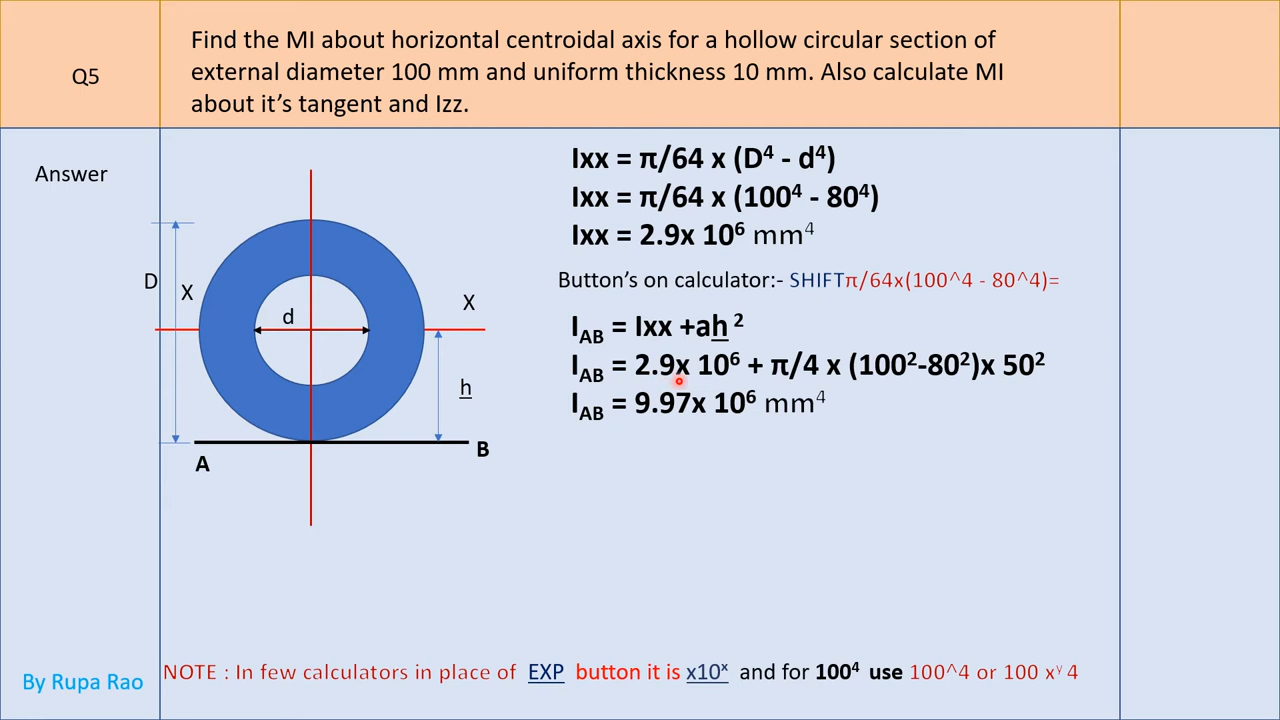 Q5
Find the MI about horizontal centroidal axis for a hollow circular section of
external diameter 100 mm and uniform thickness 10 mm. Also calculate MI
about it’s tangent and Izz.
Answer
D
X
d
X
h
A
B
Ixx = π/64 x (D⁴ - d⁴)
Ixx = π/64 x (100⁴ - 80⁴)
Ixx = 2.9x 10⁶ mm⁴
Button’s on calculator:- SHIFTπ/64x(100^4 - 80^4)=
I_AB = Ixx +ah ²
I_AB = 2.9x 10⁶ + π/4 x (100²-80²)x 50²
I_AB = 9.97x 10⁶ mm⁴
By Rupa Rao
NOTE : In few calculators in place of EXP button it is x10ˣ and for 100⁴ use 100^4 or 100 xʸ 4